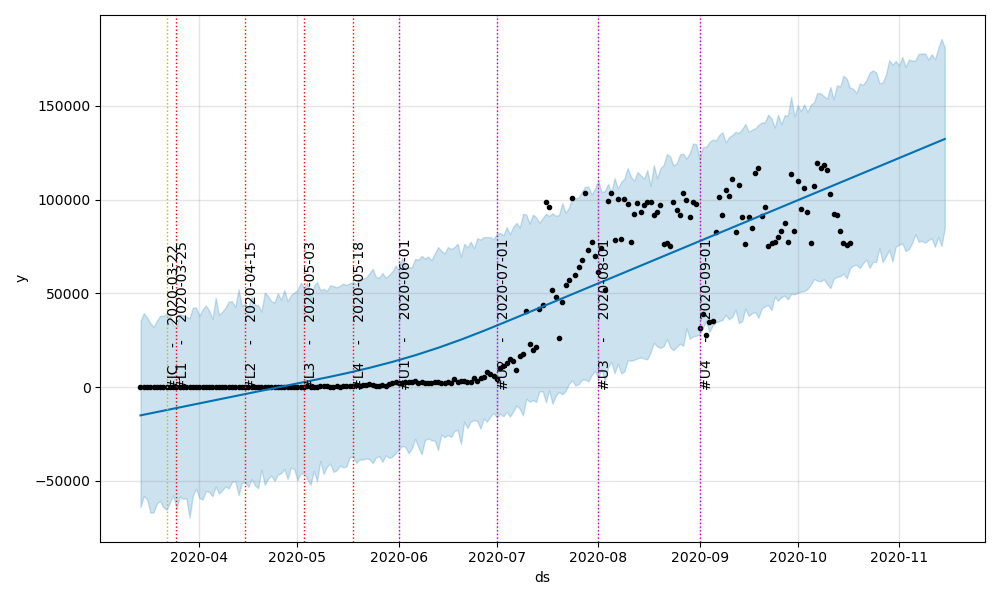 150000
100000
50000
0
−50000
y
#C - 2020-03-22
#L1 - 2020-03-25
#L2 - 2020-04-15
#L3 - 2020-05-03
#L4 - 2020-05-18
#U1 - 2020-06-01
#U2 - 2020-07-01
#U3 - 2020-08-01
#U4 - 2020-09-01
2020-04
2020-05
2020-06
2020-07
2020-08
2020-09
2020-10
2020-11
ds